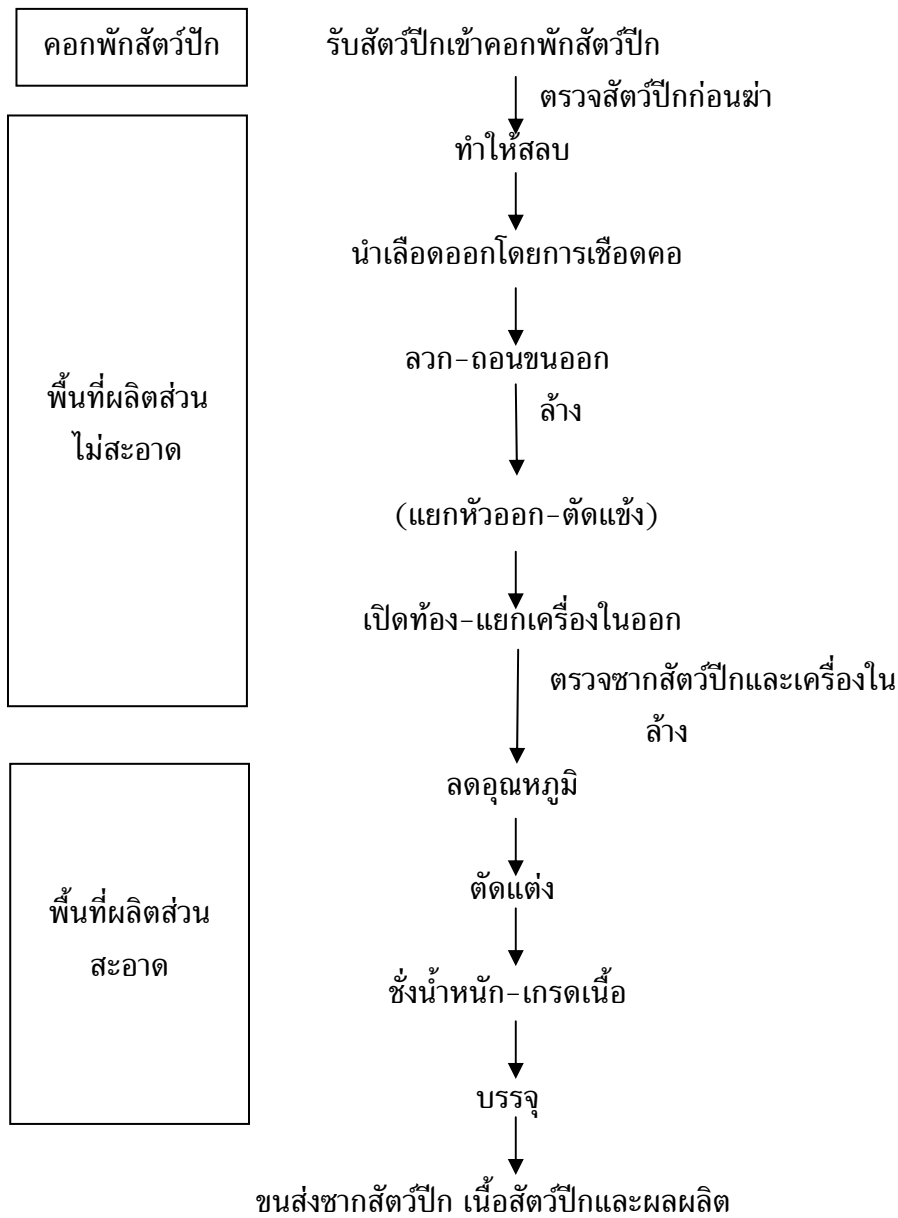 คอกพักสัตว์ปีก
รับสัตว์ปีกเข้าคอกพักสัตว์ปีก
ตรวจสัตว์ปีกก่อนฆ่า
ทำให้สลบ
นำเลือดออกโดยการเชือดคอ
ลวก-ถอนขนออก
พื้นที่ผลิตส่วน
ไม่สะอาด
ล้าง
(แยกหัวออก-ตัดแข้ง)
เปิดท้อง-แยกเครื่องในออก
ตรวจซากสัตว์ปีกและเครื่องใน
ล้าง
ลดอุณหภูมิ
ตัดแต่ง
พื้นที่ผลิตส่วน
สะอาด
ชั่งน้ำหนัก-เกรดเนื้อ
บรรจุ
ขนส่งซากสัตว์ปีก เนื้อสัตว์ปีกและผลผลิต